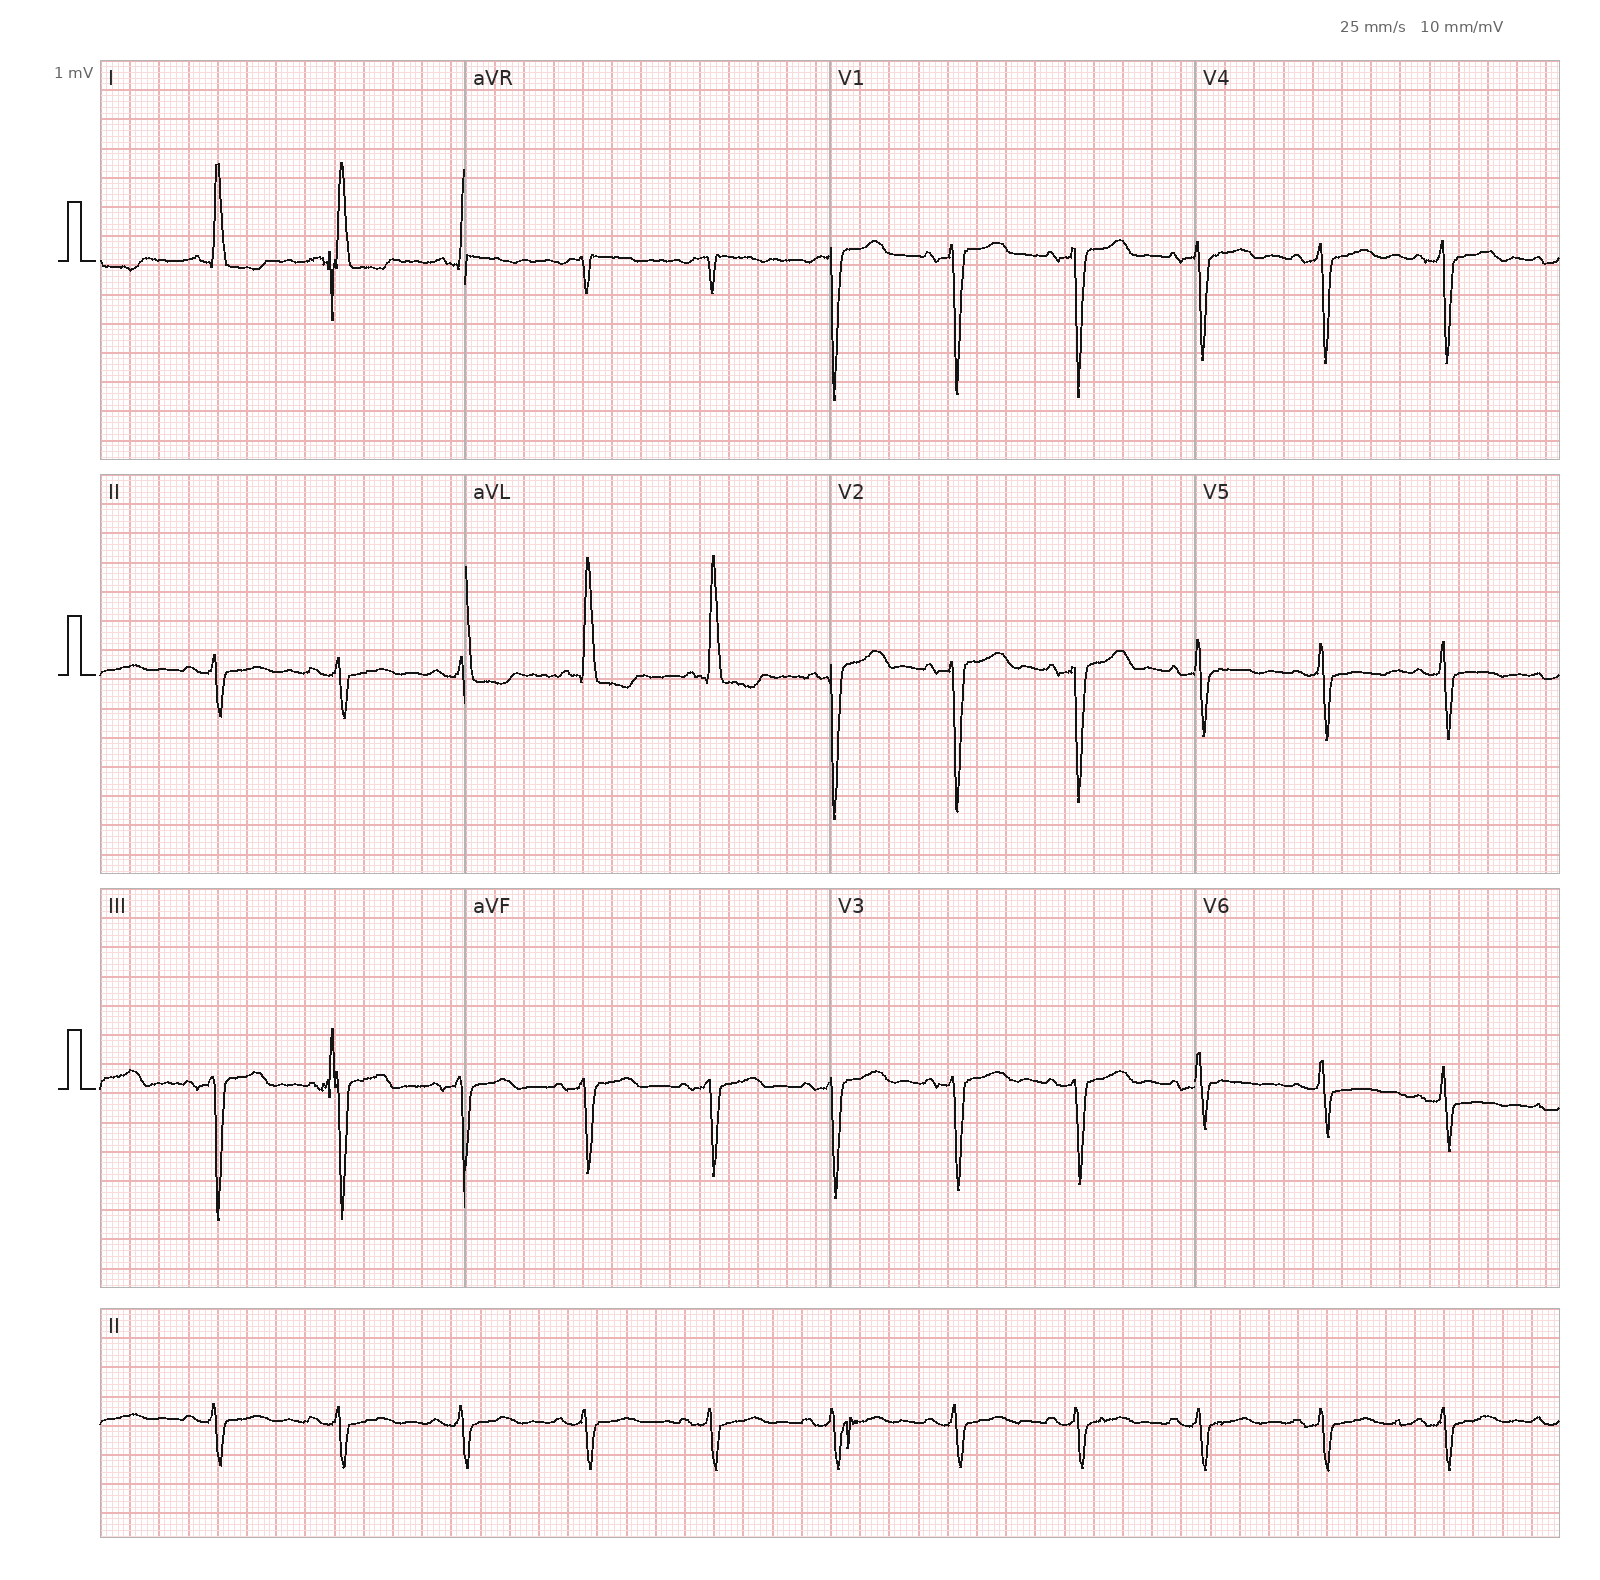 25 mm/s 10 mm/mV
1 mV
I aVR V1 V4
II aVL V2 V5
III aVF V3 V6
II